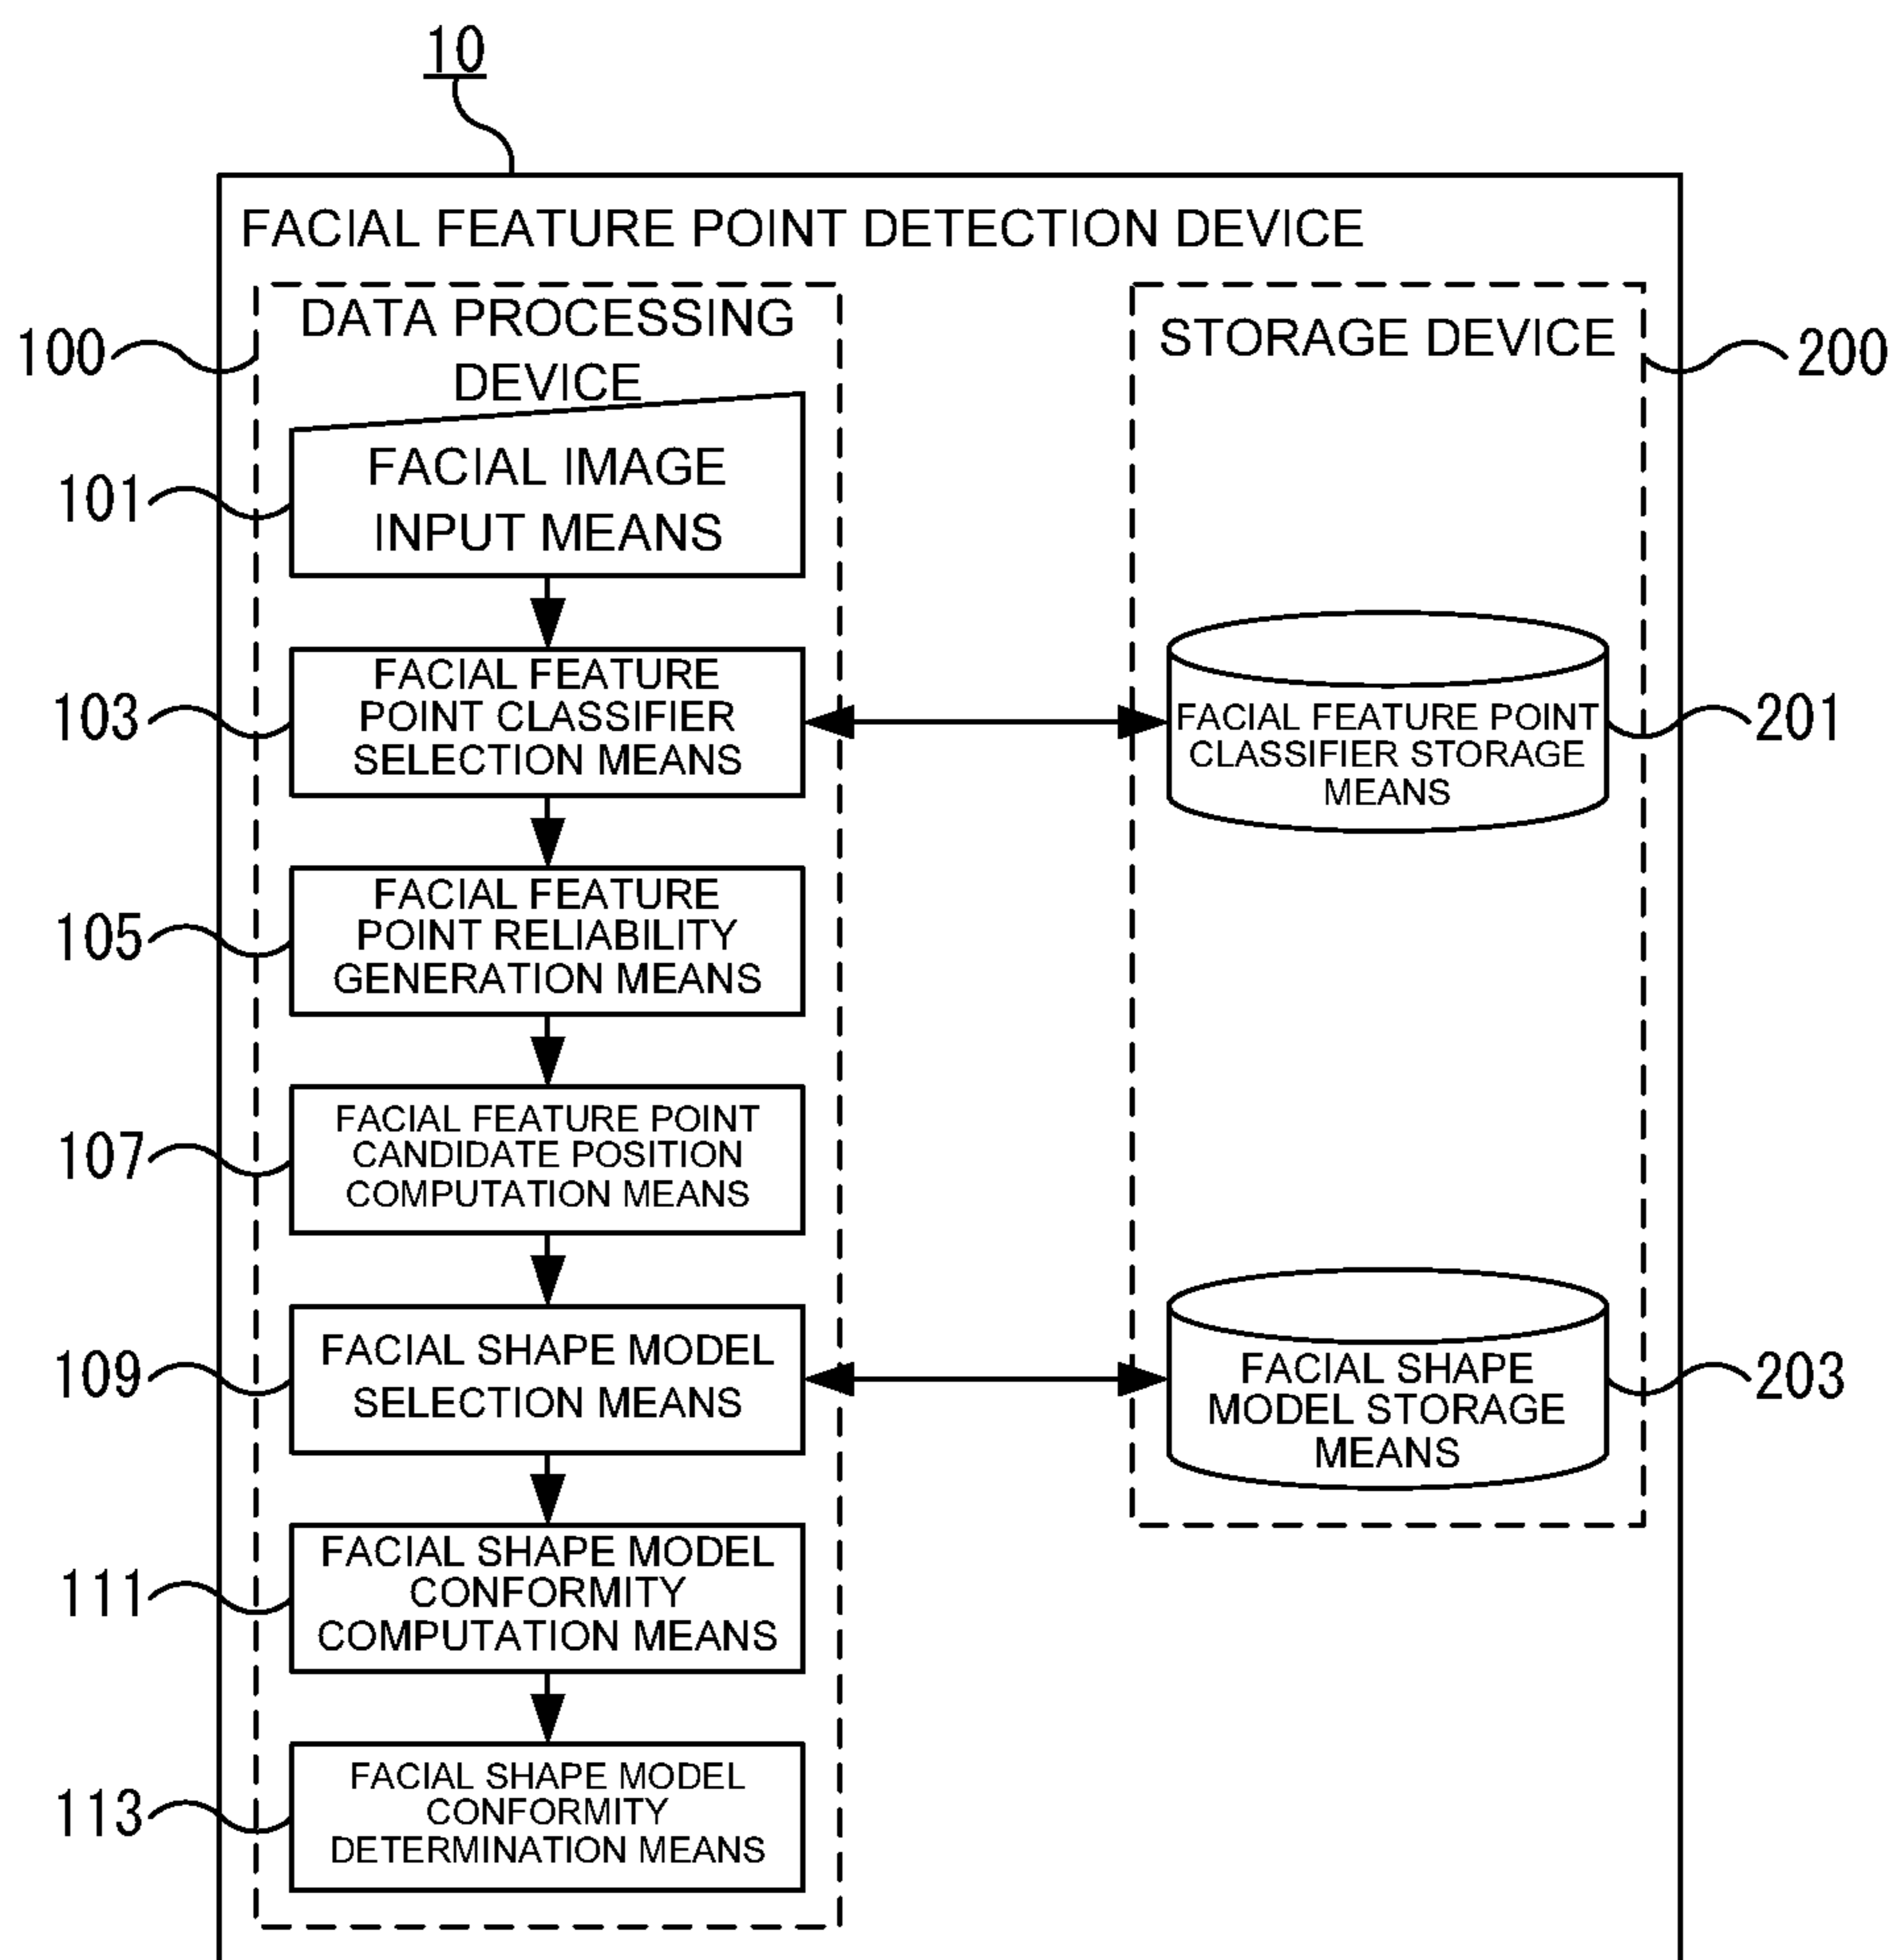 10
FACIAL FEATURE POINT DETECTION DEVICE
DATA PROCESSING
DEVICE
100
STORAGE DEVICE
200
FACIAL IMAGE
INPUT MEANS
101
FACIAL FEATURE
POINT CLASSIFIER
SELECTION MEANS
103
FACIAL FEATURE POINT
CLASSIFIER STORAGE
MEANS
201
FACIAL FEATURE
POINT RELIABILITY
GENERATION MEANS
105
FACIAL FEATURE POINT
CANDIDATE POSITION
COMPUTATION MEANS
107
FACIAL SHAPE MODEL
SELECTION MEANS
109
FACIAL SHAPE
MODEL STORAGE
MEANS
203
FACIAL SHAPE MODEL
CONFORMITY
COMPUTATION MEANS
111
FACIAL SHAPE MODEL
CONFORMITY
DETERMINATION MEANS
113